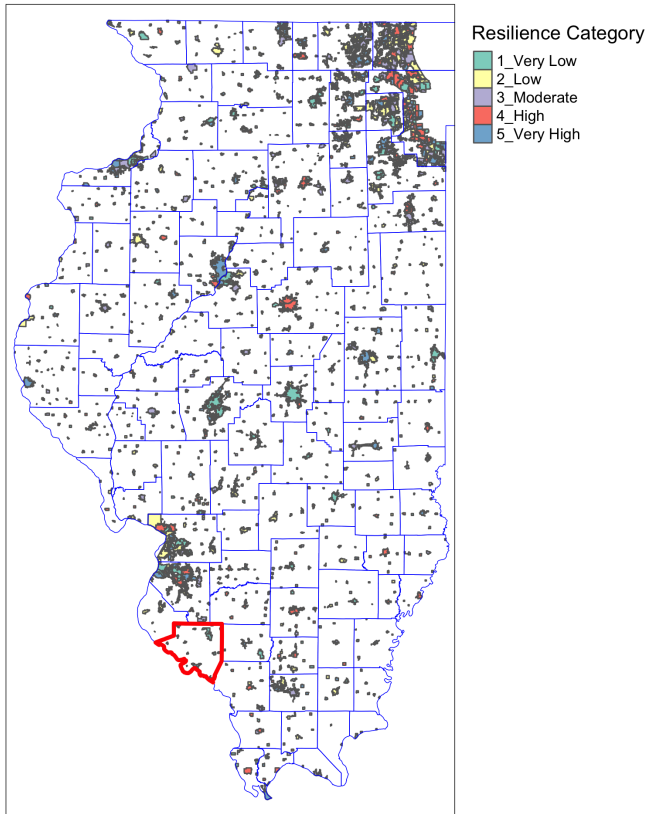 Resilience Category
1_Very Low
2_Low
3_Moderate
4_High
5_Very High